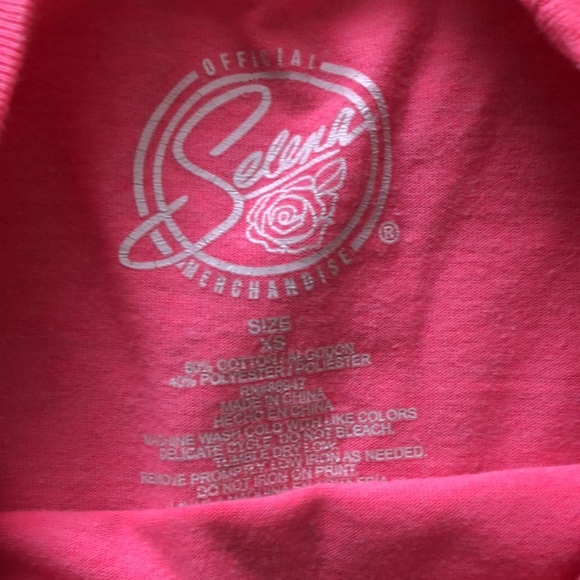 OFFICIAL
Selena
®
MERCHANDISE
SIZE
XS
60% COTTON / ALGODON
40% POLYESTER / POLIESTER
MADE IN CHINA
HECHO EN CHINA
MACHINE WASH COLD WITH LIKE COLORS
DELICATE CYCLE DO NOT BLEACH.
TUMBLE DRY LOW
REMOVE PROMPTLY LOW IRON AS NEEDED.
DO NOT IRON ON PRINT